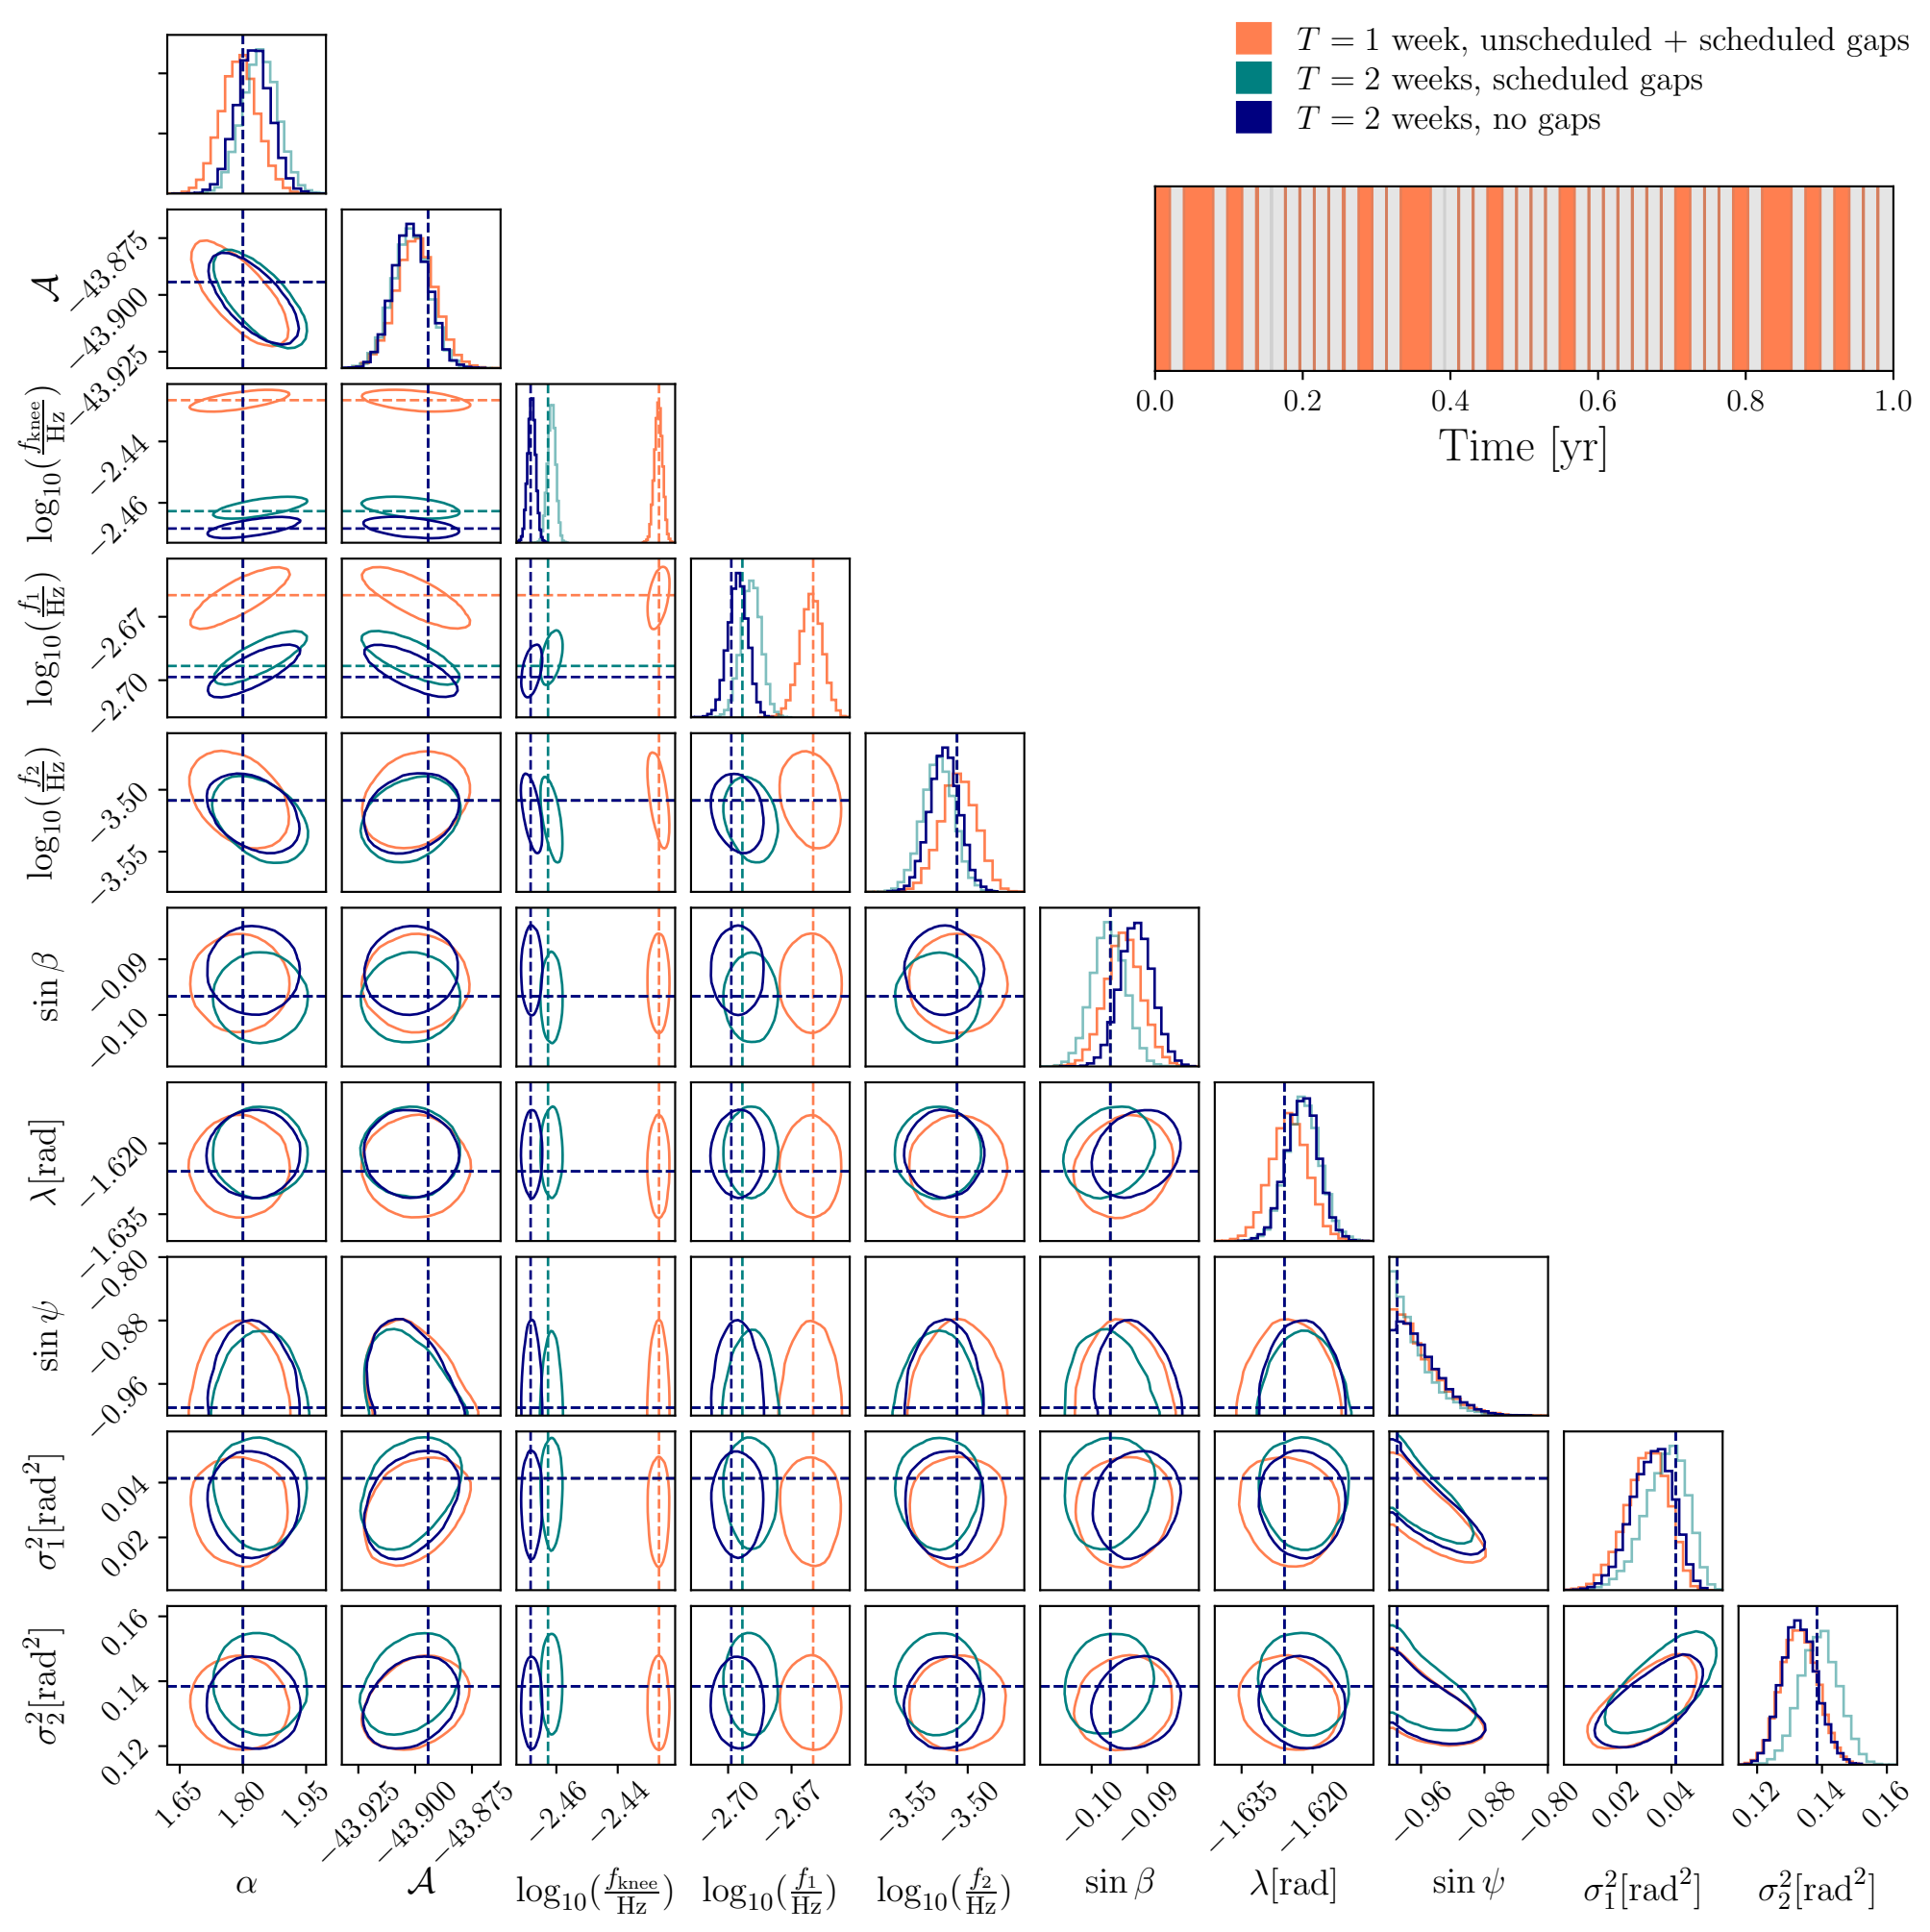 T = 1 week, unscheduled + scheduled gaps
T = 2 weeks, scheduled gaps
T = 2 weeks, no gaps
0.0 0.2 0.4 0.6 0.8 1.0
Time [yr]
𝒜
−43.875
−43.900
−43.925
log₁₀(f_knee/Hz)
−2.44
−2.46
log₁₀(f₁/Hz)
−2.67
−2.70
log₁₀(f₂/Hz)
−3.50
−3.55
sin β
−0.09
−0.10
λ[rad]
−1.620
−1.635
sin ψ
−0.80
−0.88
−0.96
σ₁²[rad²]
0.04
0.02
σ₂²[rad²]
0.16
0.14
0.12
1.65 1.80 1.95 −43.925 −43.900 −43.875 −2.46 −2.44 −2.70 −2.67 −3.55 −3.50 −0.10 −0.09 −1.635 −1.620 −0.96 −0.88 −0.80 0.02 0.04 0.12 0.14 0.16
α 𝒜 log₁₀(f_knee/Hz) log₁₀(f₁/Hz) log₁₀(f₂/Hz) sin β λ[rad] sin ψ σ₁²[rad²] σ₂²[rad²]